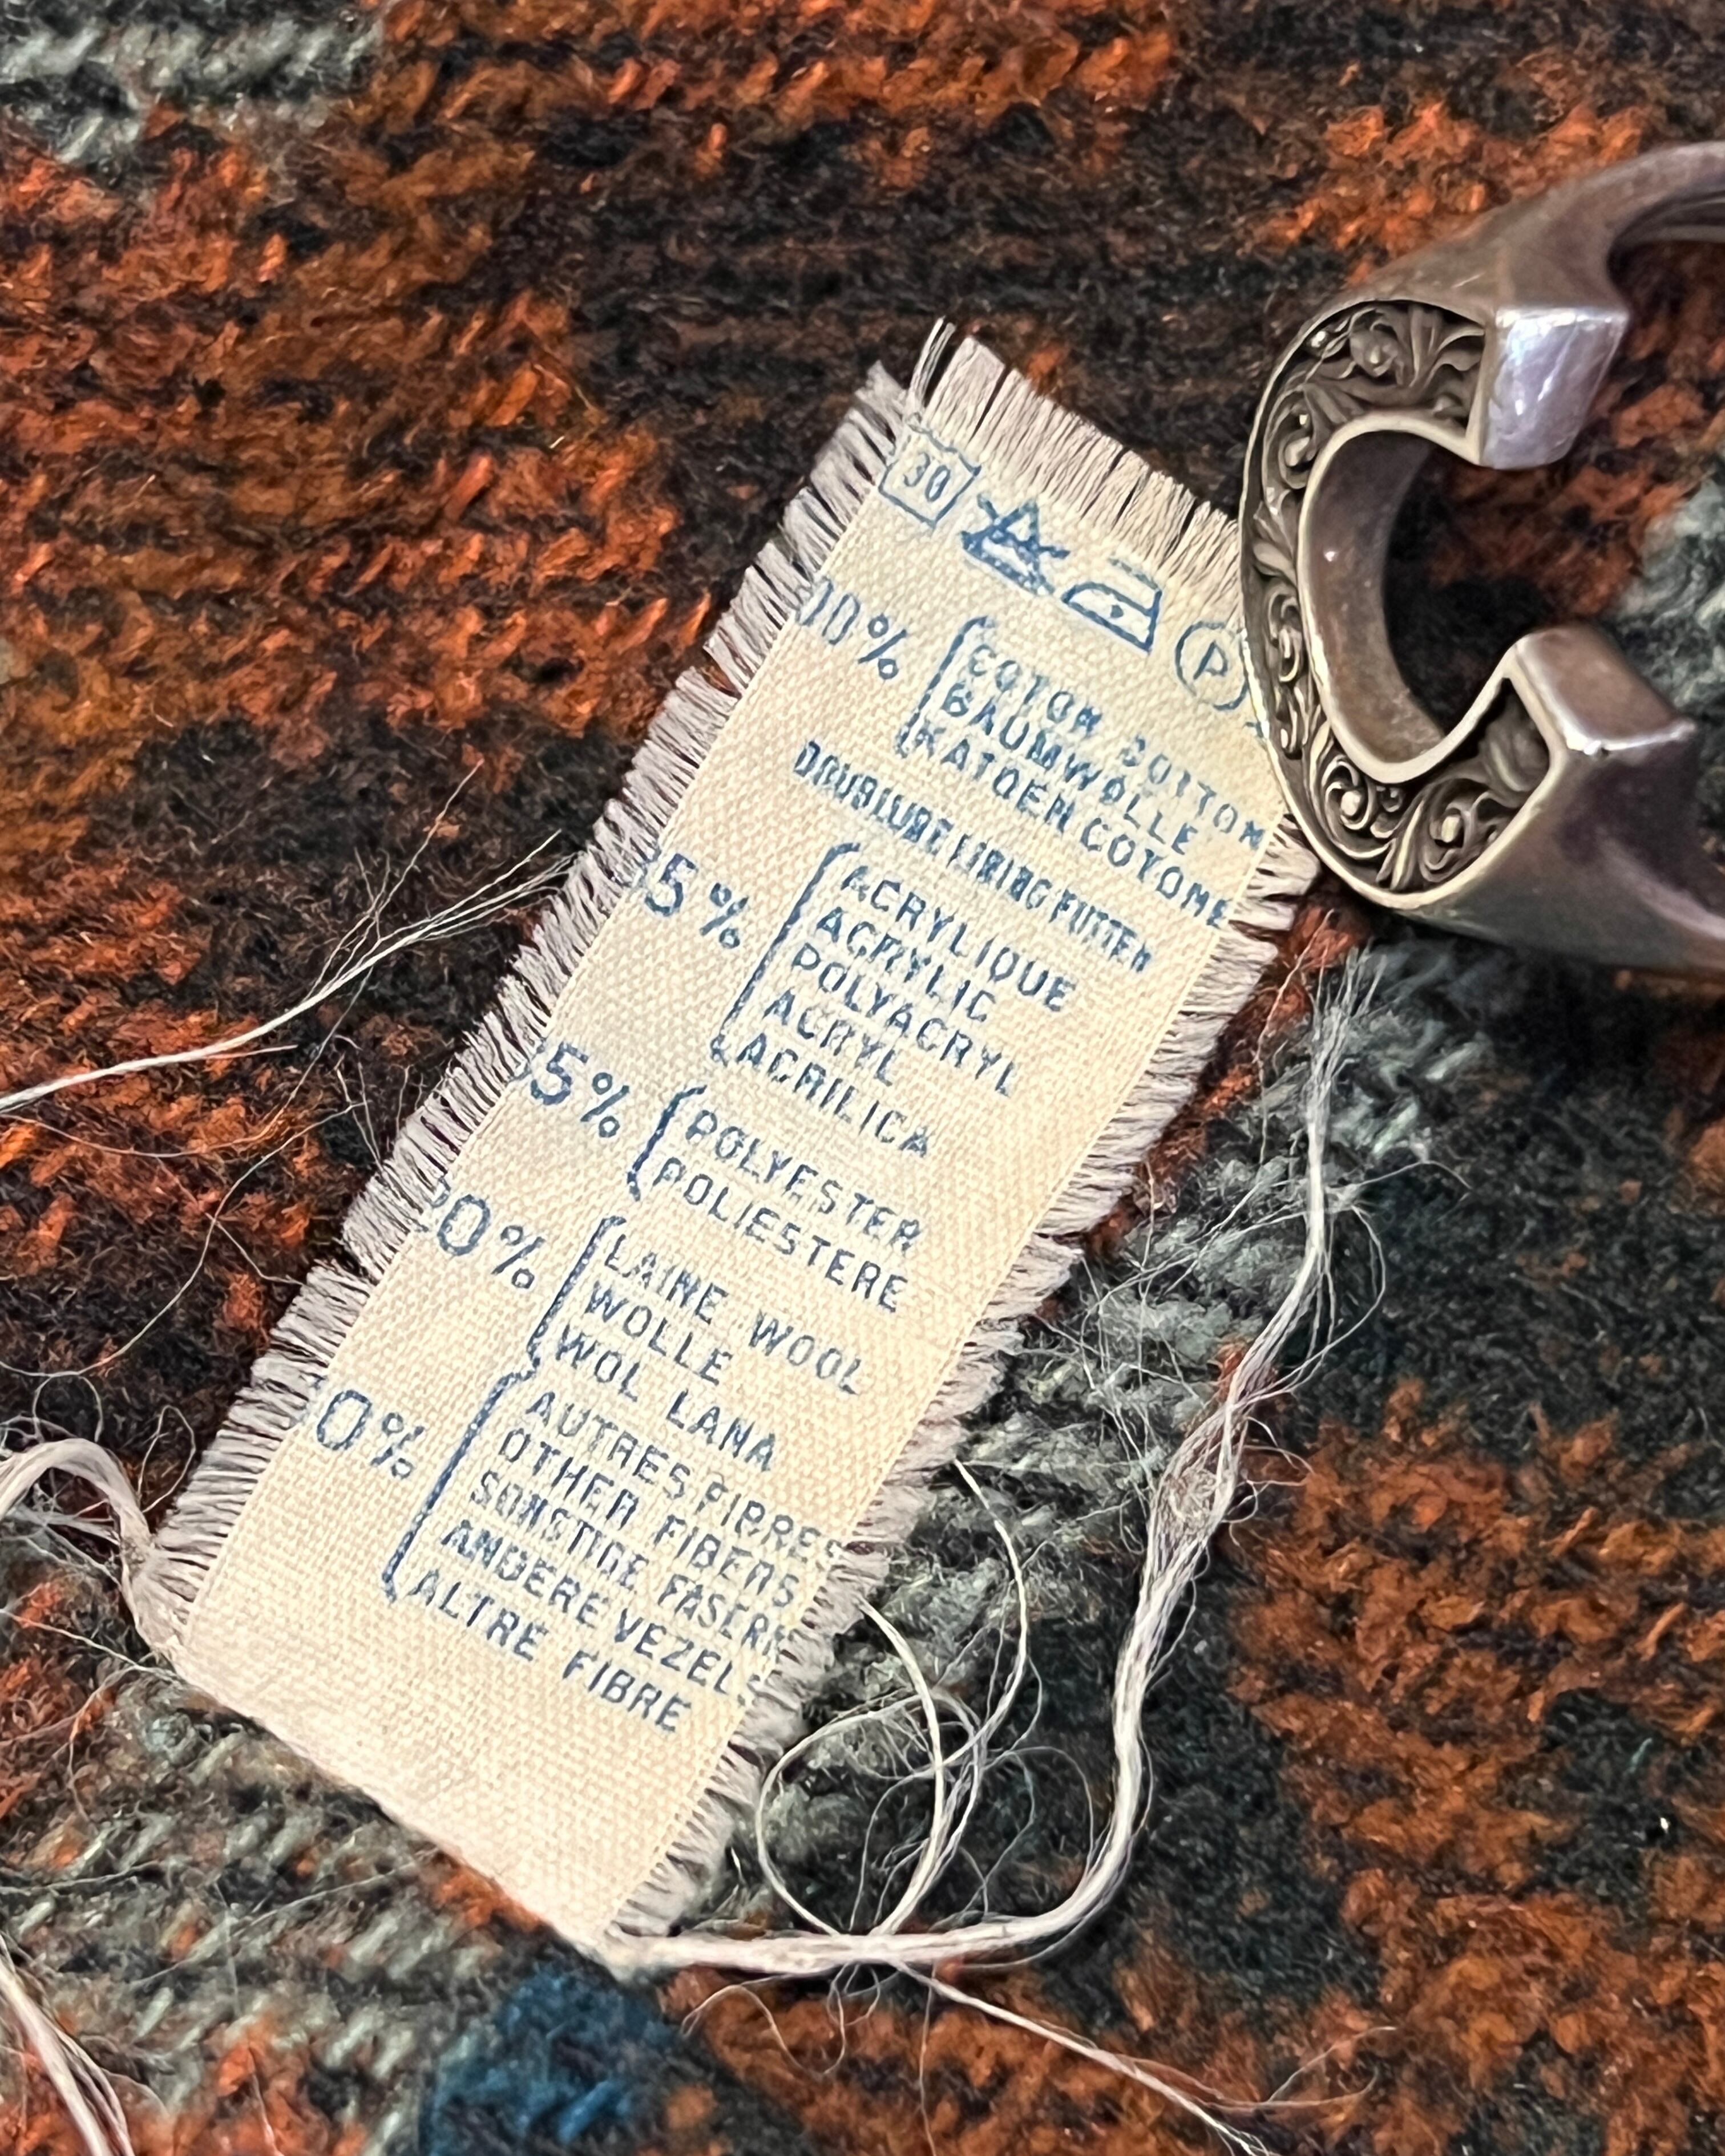 30
P
00% COTON COTTON
BAUMWOLLE
KATOEN COTONE
DOUBLURE LINING FUTTER
5% ACRYLIQUE
ACRYLIC
POLYACRYL
ACRYL
ACRILICA
5% POLYESTER
POLIESTERE
20% LAINE WOOL
WOLLE
WOL LANA
0% AUTRES FIBRES
OTHER FIBERS
SONSTIGE FASERN
ANDERE VEZELS
ALTRE FIBRE